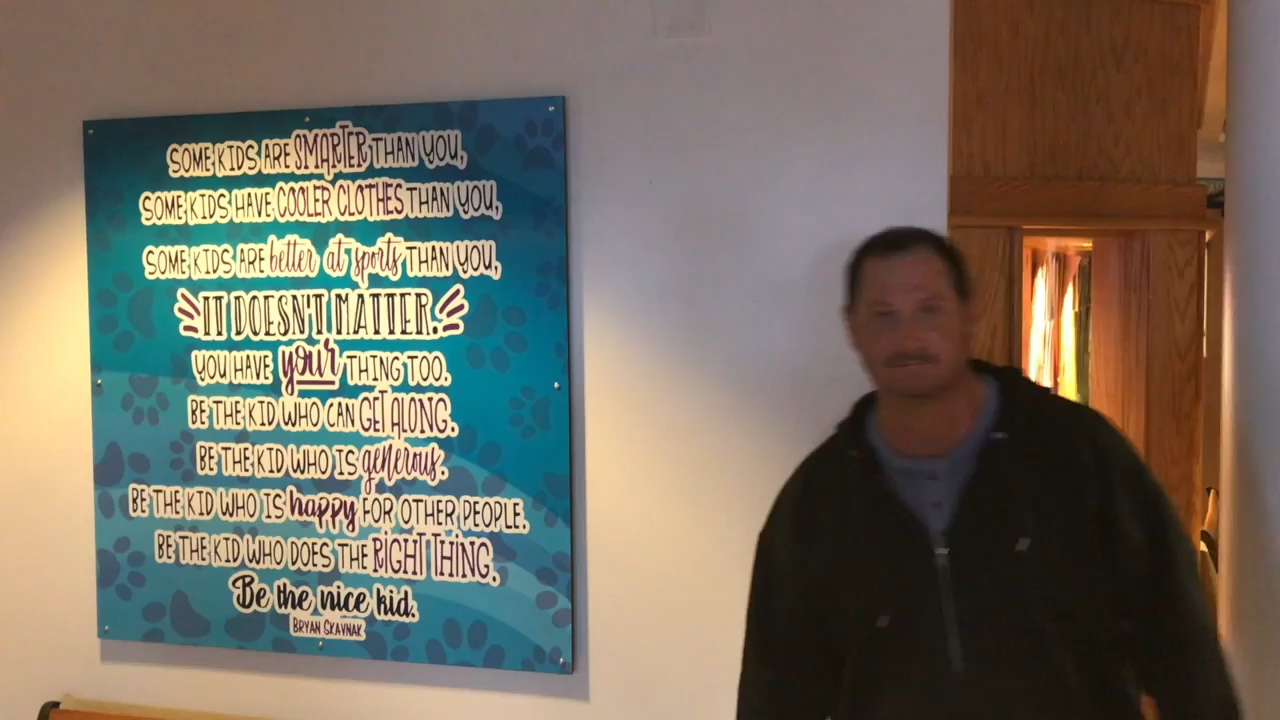 SOME KIDS ARE SMARTER THAN YOU,
SOME KIDS HAVE COOLER CLOTHES THAN YOU,
SOME KIDS ARE better at sports THAN YOU,
IT DOESN'T MATTER.
YOU HAVE your THING TOO.
BE THE KID WHO CAN GET ALONG.
BE THE KID WHO IS generous.
BE THE KID WHO IS happy FOR OTHER PEOPLE.
BE THE KID WHO DOES THE RIGHT THING.
Be the nice kid.
BRYAN SKAVNAK